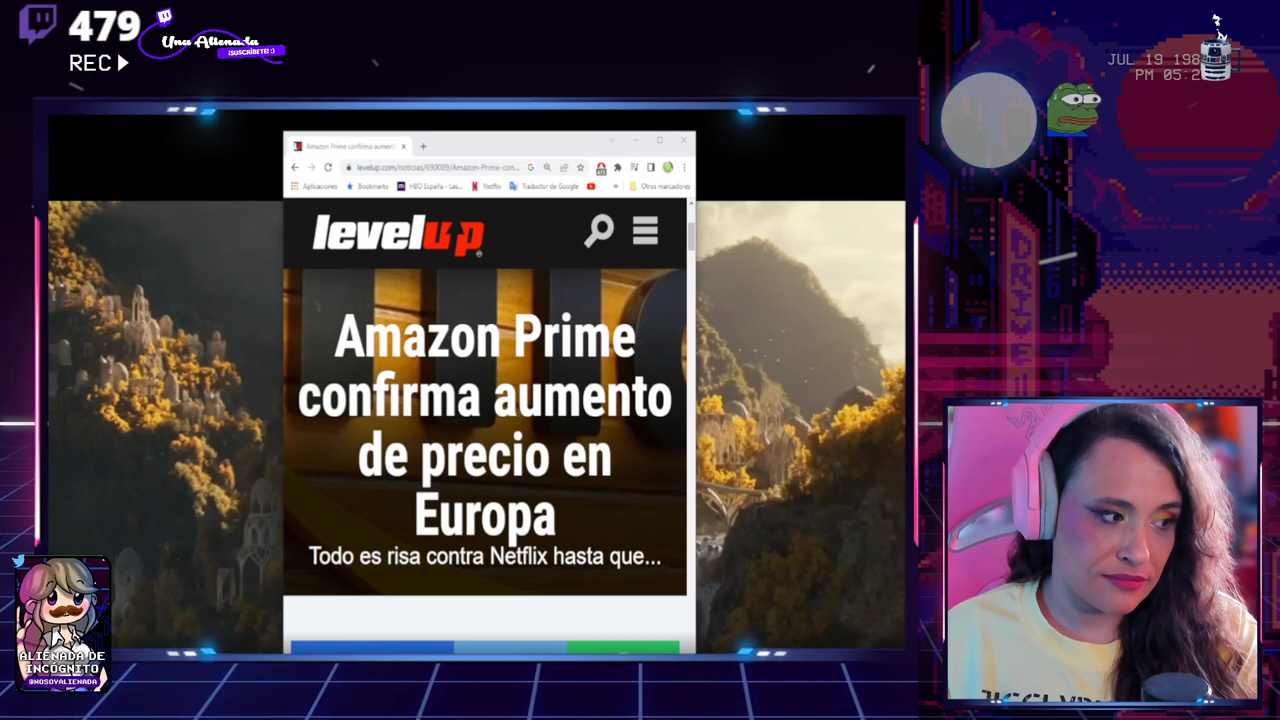 479
REC
Una Alienada
¡SUSCRÍBETE! :)
JUL 19 198
PM 05:2
Amazon Prime confirma aument
levelup.com/noticias/690089/Amazon-Prime-con...
Aplicaciones
Bookmarks
HBO España - Las...
Netflix
Traductor de Google
»
Otros marcadores
levelup
Amazon Prime
confirma aumento
de precio en
Europa
Todo es risa contra Netflix hasta que...
DRIVE
ALIENADA DE
INCÓGNITO
@NOSOYALIENADA